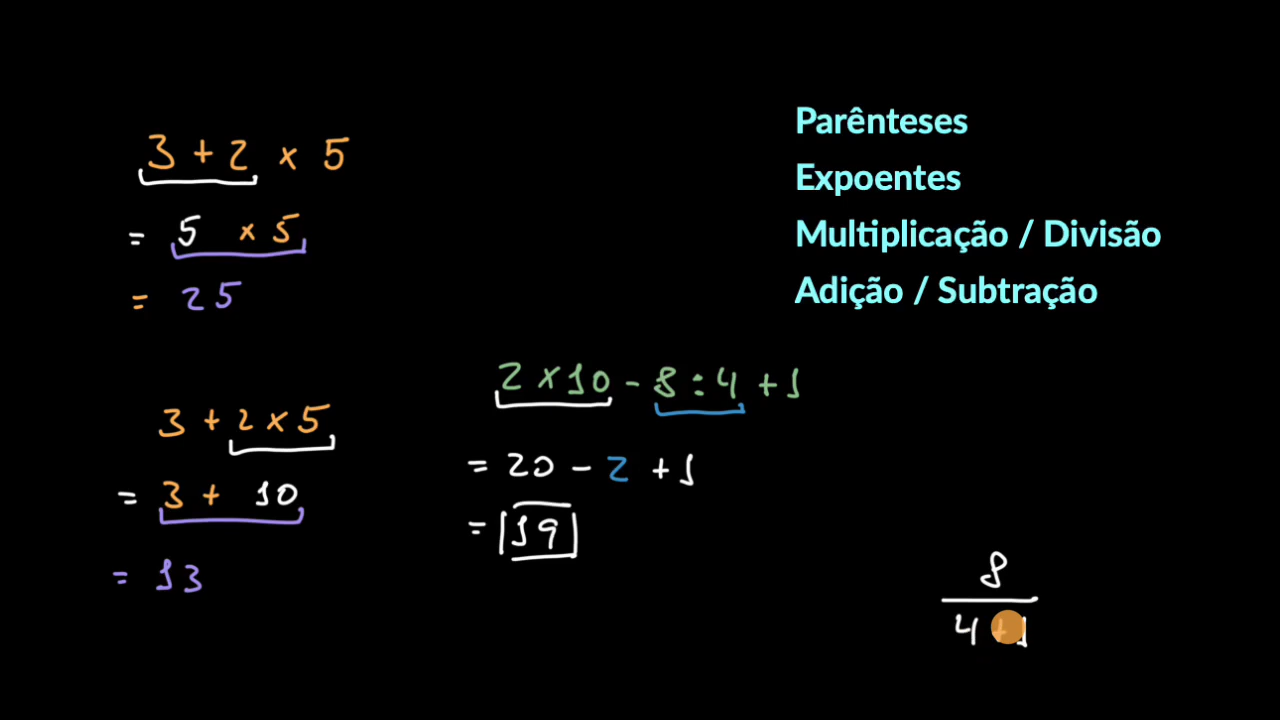 3 + 2 × 5
= 5 × 5
= 25
Parênteses
Expoentes
Multiplicação / Divisão
Adição / Subtração
3 + 2 × 5
= 3 + 10
= 13
2 × 10 - 8 : 4 + 1
= 20 - 2 + 1
= 19
8
4 + 1